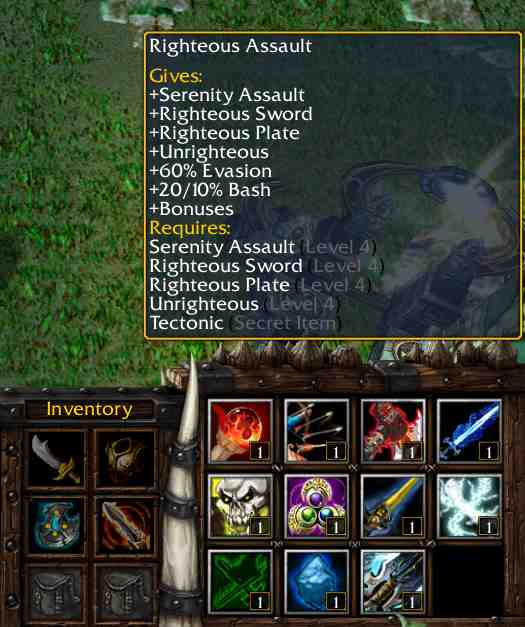 Righteous Assault
Gives:
+Serenity Assault
+Righteous Sword
+Righteous Plate
+Unrighteous
+60% Evasion
+20/10% Bash
+Bonuses
Requires:
Serenity Assault (Level 4)
Righteous Sword (Level 4)
Righteous Plate (Level 4)
Unrighteous (Level 4)
Tectonic (Secret Item)
Inventory
1 1 1 1
1 1 1 1
1 1 1